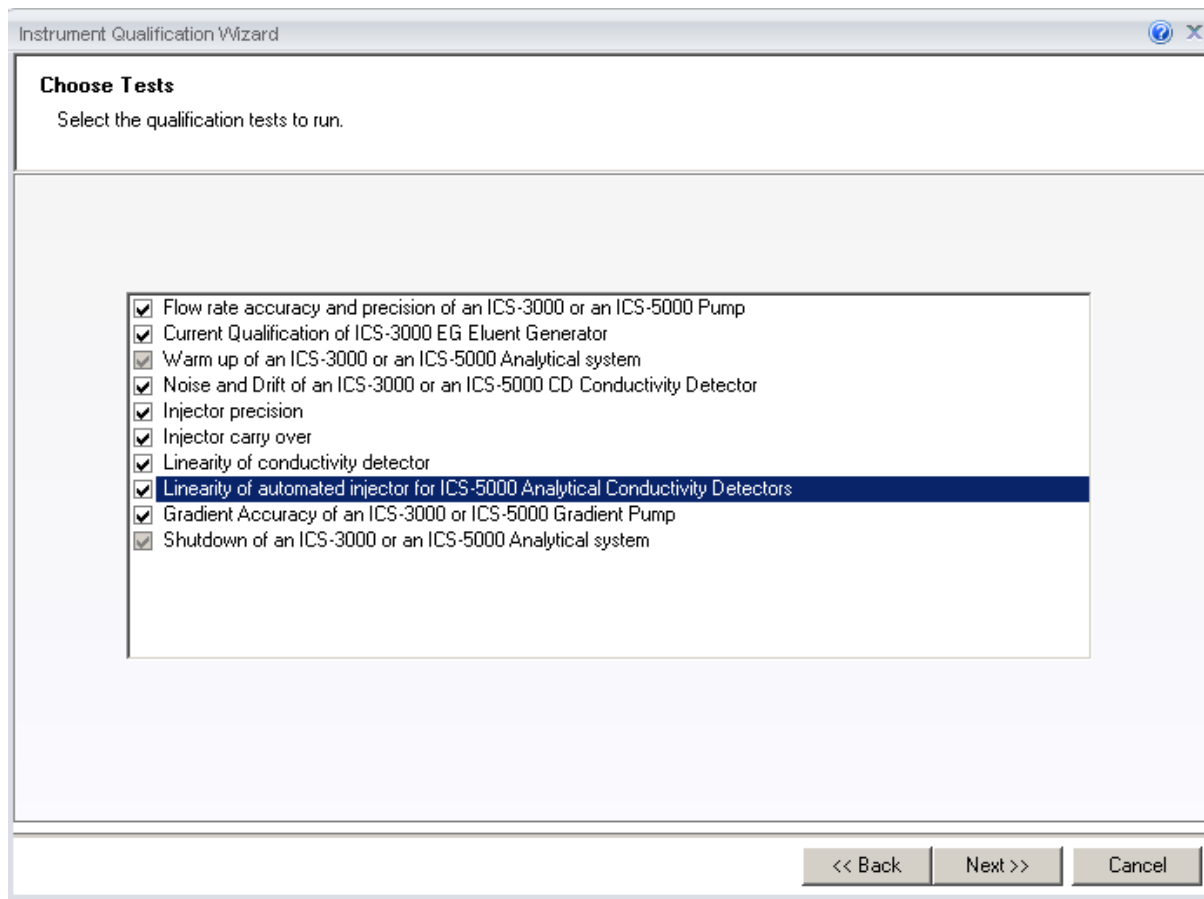 Instrument Qualification Wizard
Choose Tests
Select the qualification tests to run.
Flow rate accuracy and precision of an ICS-3000 or an ICS-5000 Pump
Current Qualification of ICS-3000 EG Eluent Generator
Warm up of an ICS-3000 or an ICS-5000 Analytical system
Noise and Drift of an ICS-3000 or an ICS-5000 CD Conductivity Detector
Injector precision
Injector carry over
Linearity of conductivity detector
Linearity of automated injector for ICS-5000 Analytical Conductivity Detectors
Gradient Accuracy of an ICS-3000 or ICS-5000 Gradient Pump
Shutdown of an ICS-3000 or an ICS-5000 Analytical system
<< Back Next >> Cancel